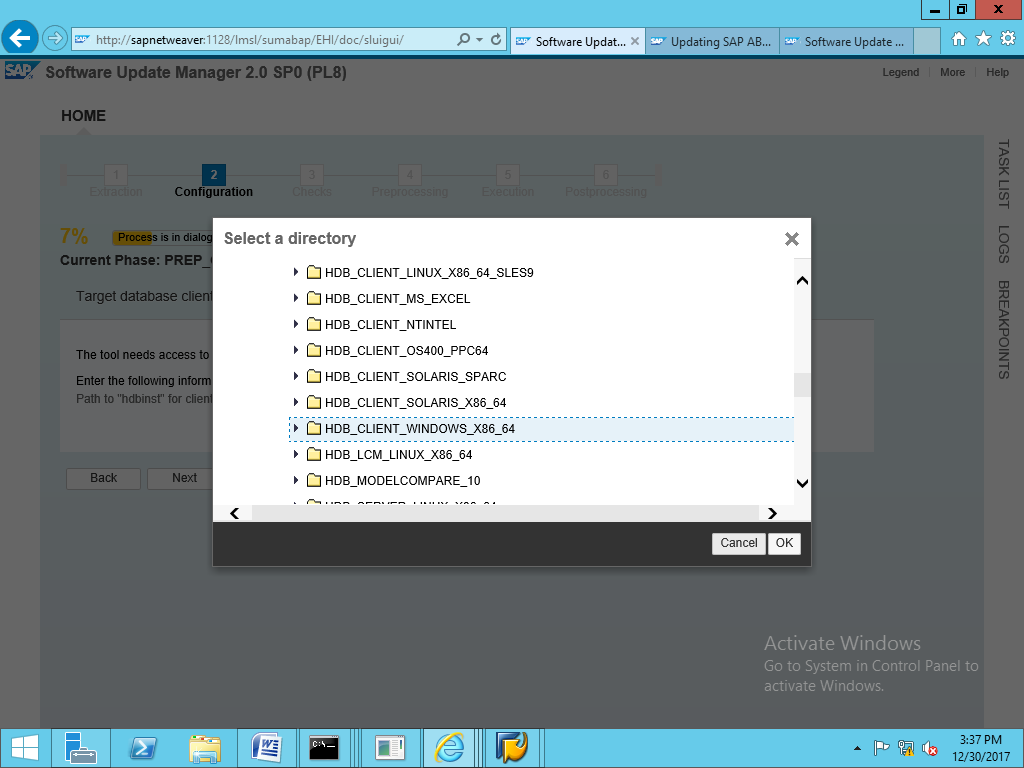 http://sapnetweaver:1128/lmsl/sumabap/EHI/doc/sluigui/
Software Updat...
Updating SAP AB...
Software Update ...
SAP
Software Update Manager 2.0 SP0 (PL8)
Legend
More
Help
HOME
1
2
3
4
5
6
Extraction
Configuration
Checks
Preprocessing
Execution
Postprocessing
7%
Process is in dialog
Current Phase: PREP_
Target database client
The tool needs access to
Enter the following inform
Path to "hdbinst" for client
Back
Next
TASK LIST
LOGS
BREAKPOINTS
Select a directory
HDB_CLIENT_LINUX_X86_64_SLES9
HDB_CLIENT_MS_EXCEL
HDB_CLIENT_NTINTEL
HDB_CLIENT_OS400_PPC64
HDB_CLIENT_SOLARIS_SPARC
HDB_CLIENT_SOLARIS_X86_64
HDB_CLIENT_WINDOWS_X86_64
HDB_LCM_LINUX_X86_64
HDB_MODELCOMPARE_10
HDB_SERVER_LINUX_X86_64
Cancel
OK
Activate Windows
Go to System in Control Panel to
activate Windows.
3:37 PM
12/30/2017